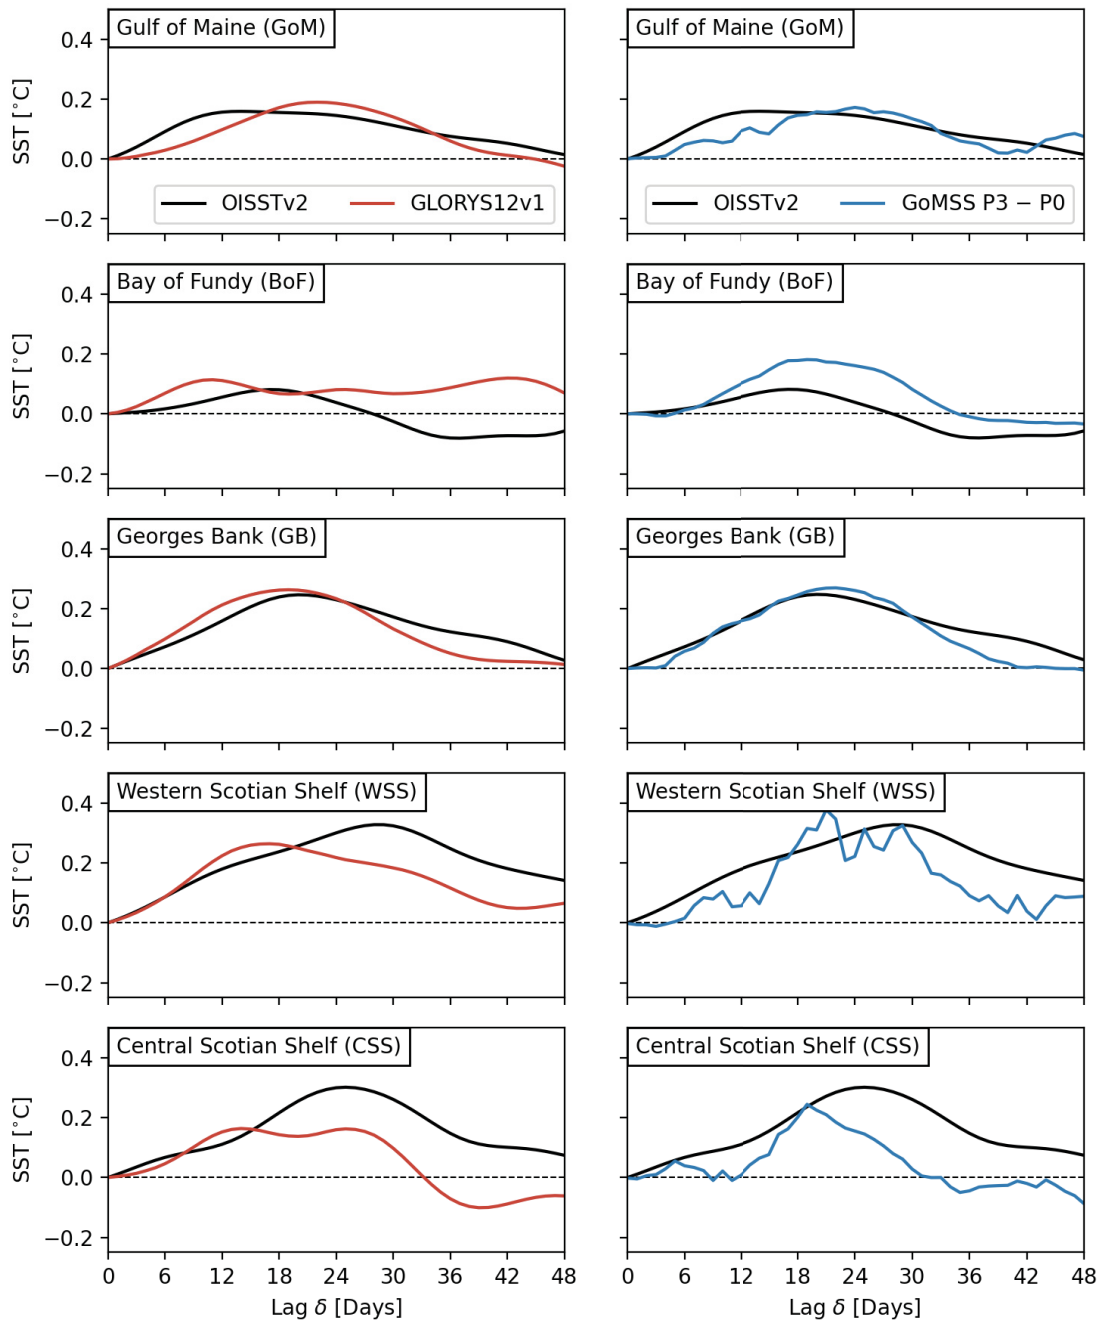 Gulf of Maine (GoM)
Gulf of Maine (GoM)
SST [°C]
0.4
0.2
0.0
−0.2
OISSTv2
GLORYS12v1
OISSTv2
GoMSS P3 − P0
Bay of Fundy (BoF)
Bay of Fundy (BoF)
SST [°C]
0.4
0.2
0.0
−0.2
Georges Bank (GB)
Georges Bank (GB)
SST [°C]
0.4
0.2
0.0
−0.2
Western Scotian Shelf (WSS)
Western Scotian Shelf (WSS)
SST [°C]
0.4
0.2
0.0
−0.2
Central Scotian Shelf (CSS)
Central Scotian Shelf (CSS)
SST [°C]
0.4
0.2
0.0
−0.2
0 6 12 18 24 30 36 42 48
0 6 12 18 24 30 36 42 48
Lag δ [Days]
Lag δ [Days]